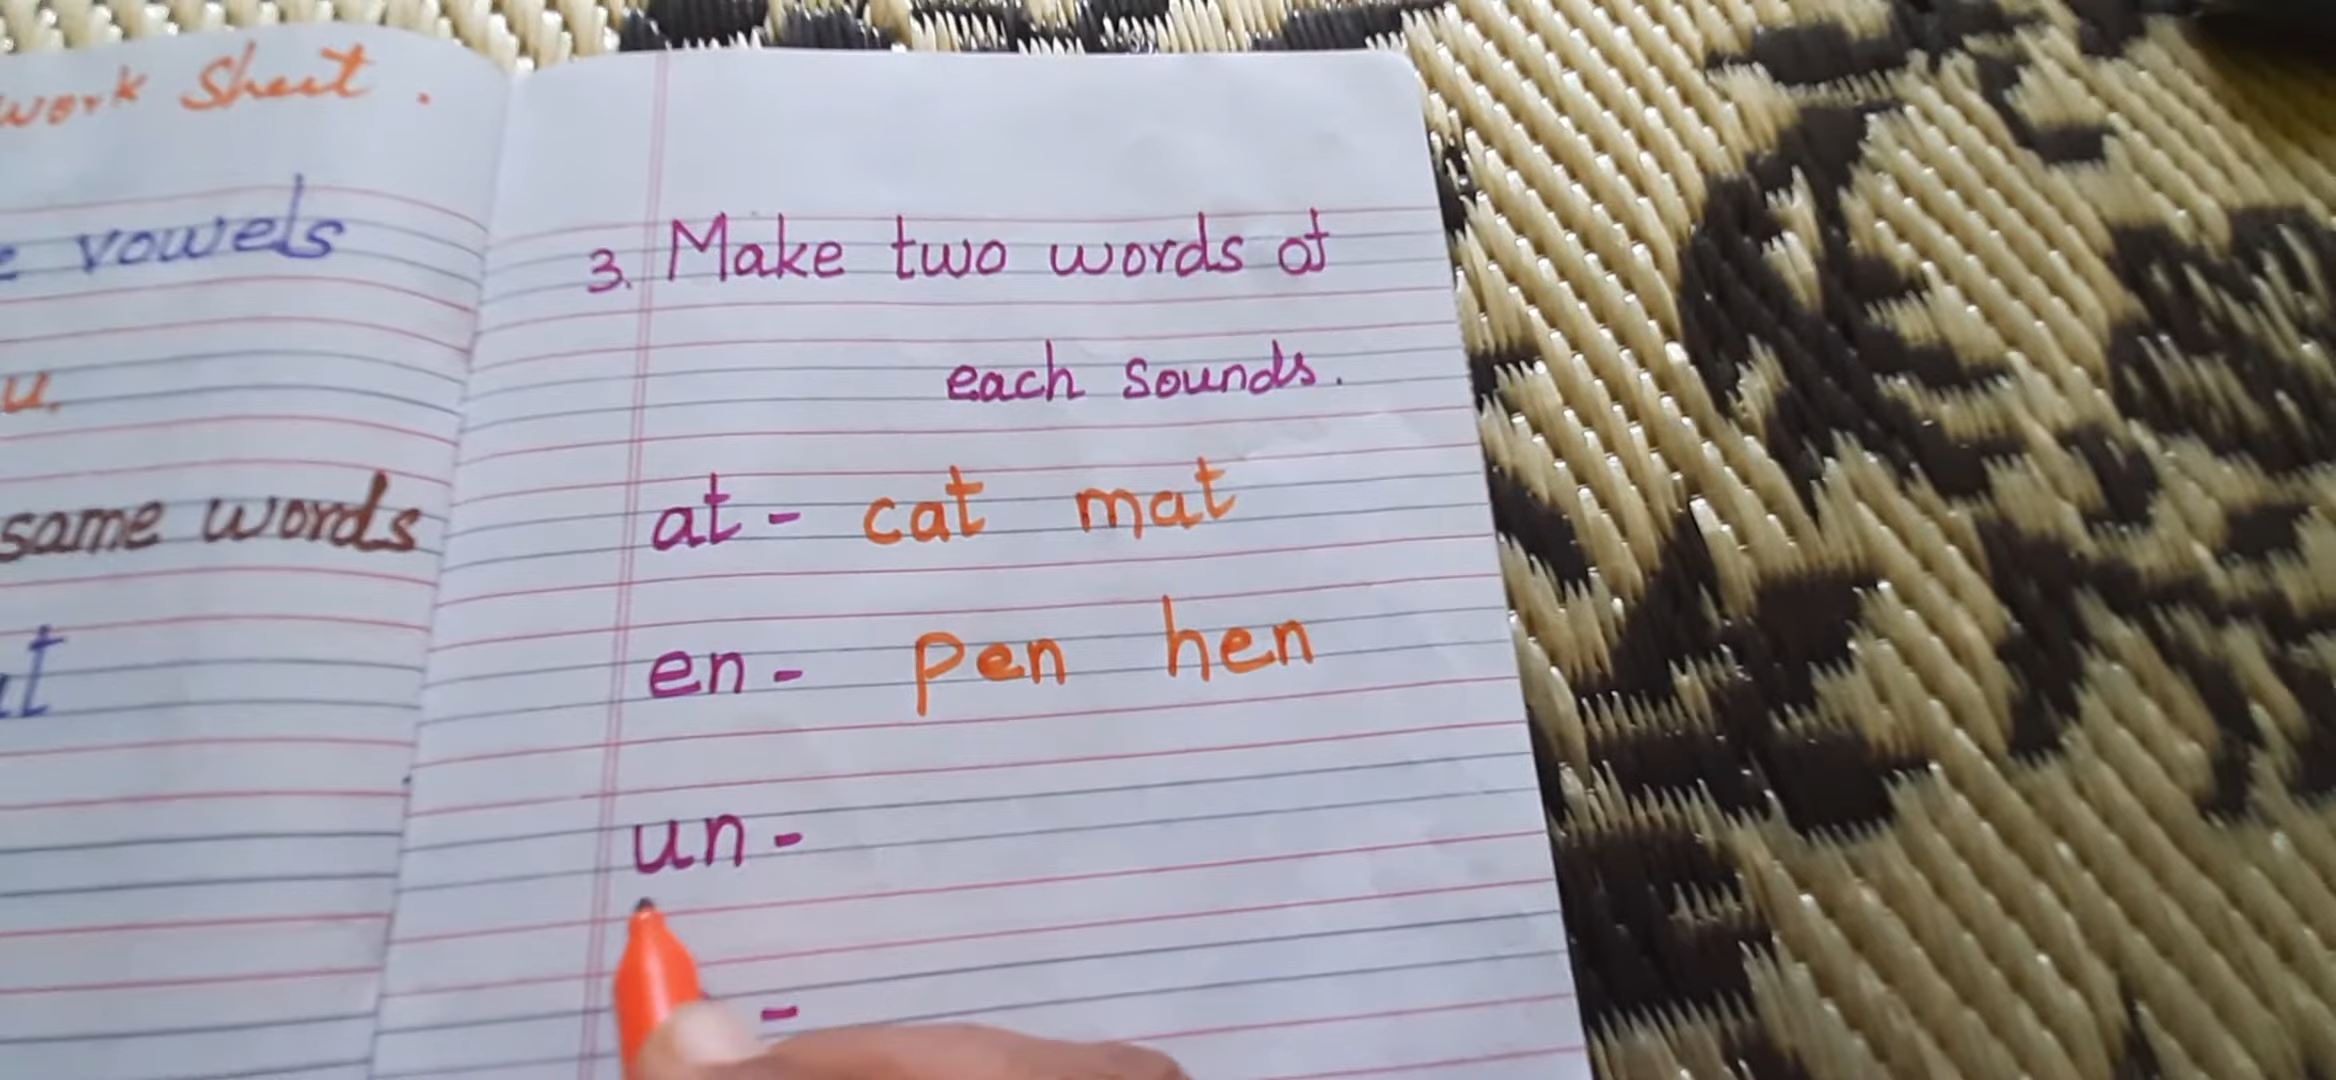 work Sheet.
vowels
u.
same words
3. Make two words of
each sounds.
at - cat mat
en - pen hen
un -
-